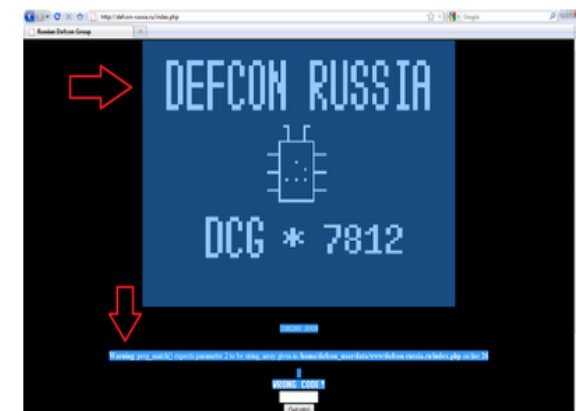 http://defcon-russia.ru/index.php
Google
Russian Defcon Group
DEFCON RUSSIA
DCG * 7812
Warning: preg_match() expects parameter 2 to be string, array given in /home/defcon_user/data/www/defcon-russia.ru/index.php on line 26
WRONG CODE!